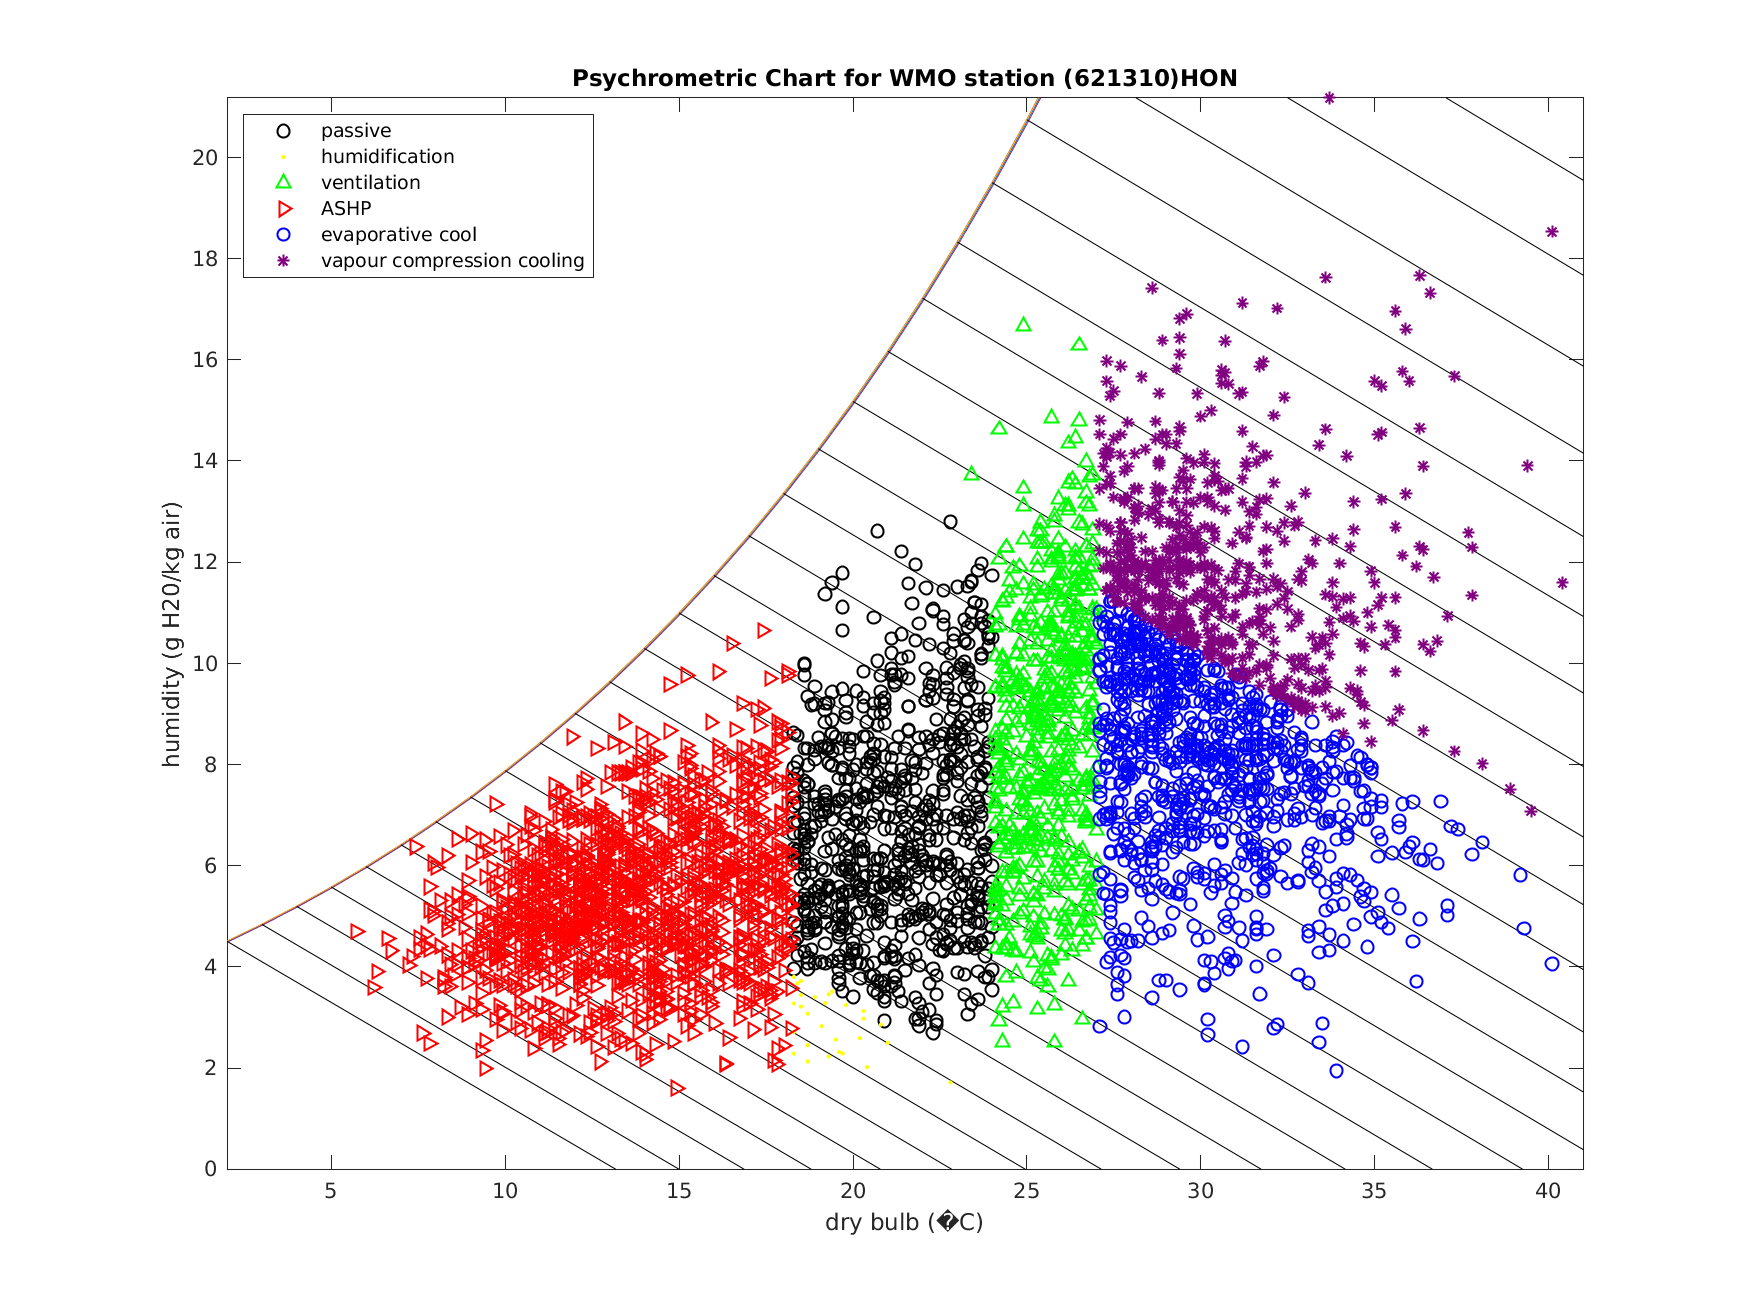 Psychrometric Chart for WMO station (621310)HON
passive
humidification
ventilation
ASHP
evaporative cool
vapour compression cooling
humidity (g H20/kg air)
20
18
16
14
12
10
8
6
4
2
0
5 10 15 20 25 30 35 40
dry bulb (�C)